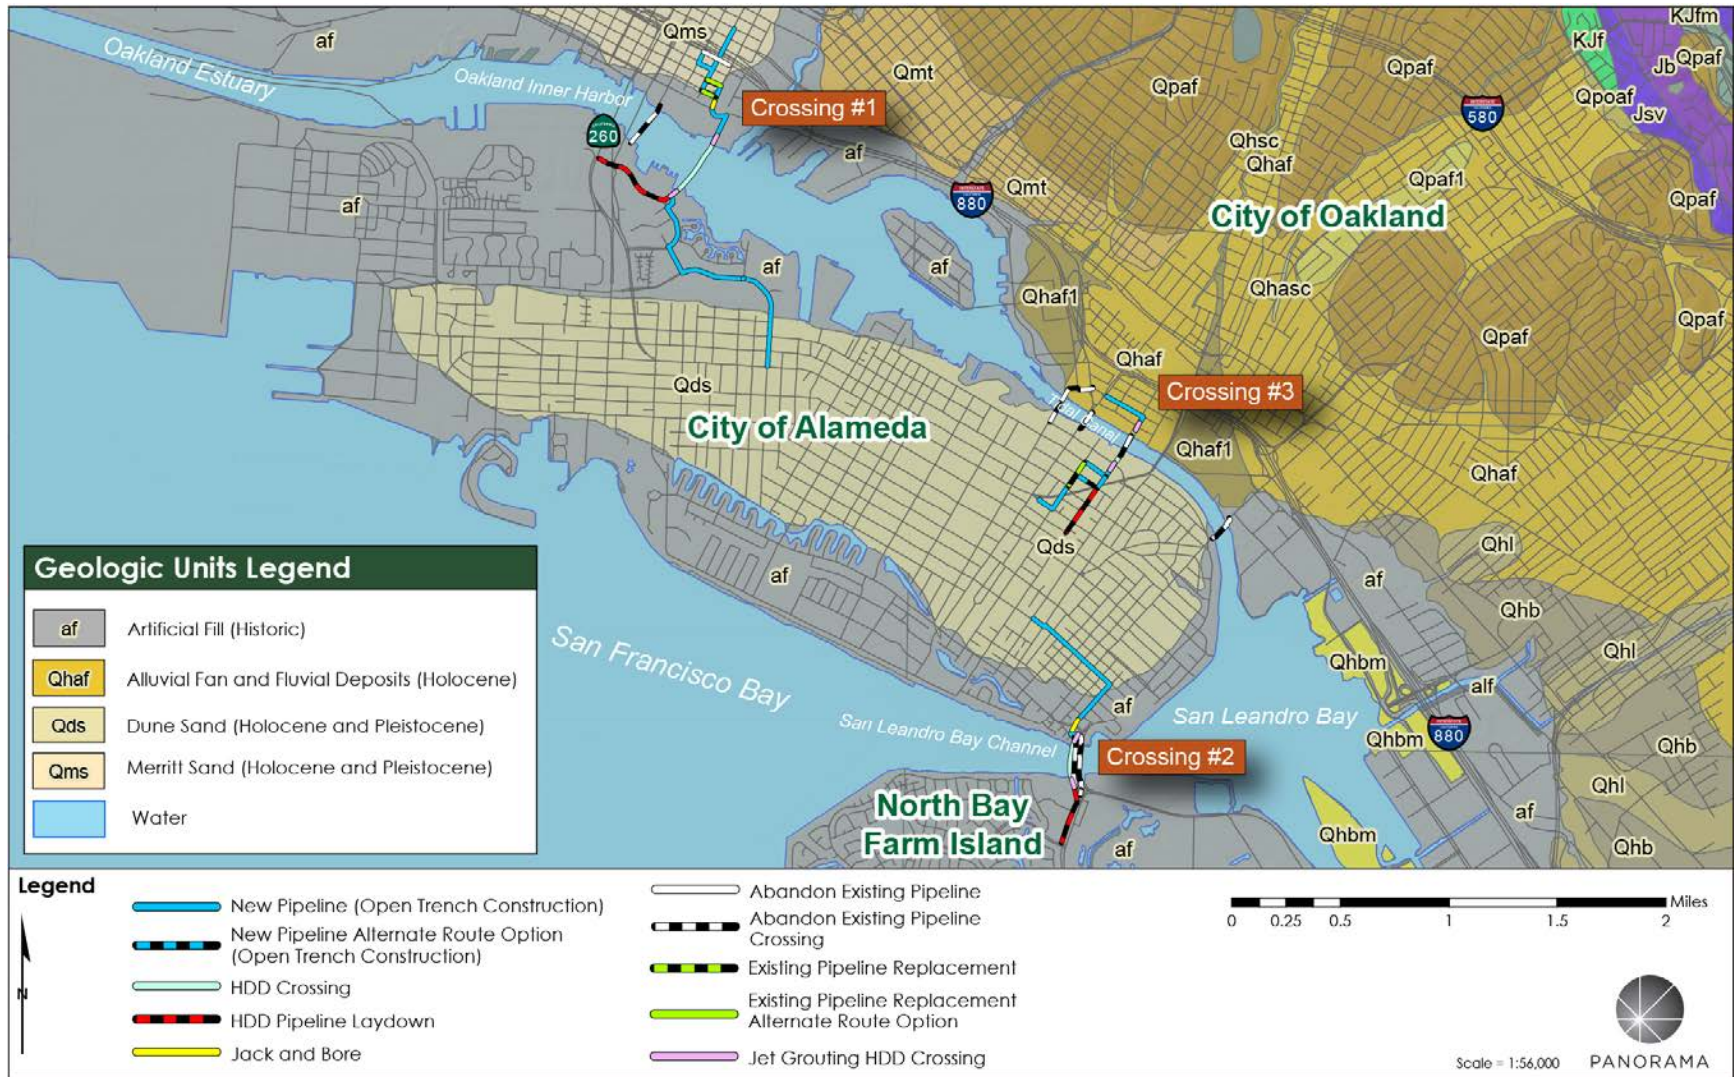 Qms
af
Oakland Estuary
Oakland Inner Harbor
Crossing #1
CALIFORNIA
260
af
Qmt
Qpaf
Qpaf
KJfm
KJf
Jb
Qpaf
Qpoaf
Jsv
INTERSTATE
580
Qhsc
Qhaf
Qpaf1
Qpaf
af
Qmt
INTERSTATE
880
City of Oakland
af
af
Qhaf1
Qhasc
Qpaf
Qpaf
Qhaf
Crossing #3
Tidal Canal
Qds
City of Alameda
Qhaf1
Qhaf
Qds
Qhl
af
af
Qhb
Qhl
Qhbm
alf
San Francisco Bay
af
San Leandro Bay
San Leandro Bay Channel
Qhbm
INTERSTATE
880
Qhb
Crossing #2
Qhl
North Bay
Farm Island
af
af
Qhbm
Qhb
Geologic Units Legend
af Artificial Fill (Historic)
Qhaf Alluvial Fan and Fluvial Deposits (Holocene)
Qds Dune Sand (Holocene and Pleistocene)
Qms Merritt Sand (Holocene and Pleistocene)
Water
Legend
N
New Pipeline (Open Trench Construction)
New Pipeline Alternate Route Option
(Open Trench Construction)
HDD Crossing
HDD Pipeline Laydown
Jack and Bore
Abandon Existing Pipeline
Abandon Existing Pipeline
Crossing
Existing Pipeline Replacement
Existing Pipeline Replacement
Alternate Route Option
Jet Grouting HDD Crossing
Miles
0 0.25 0.5 1 1.5 2
Scale = 1:56,000
PANORAMA